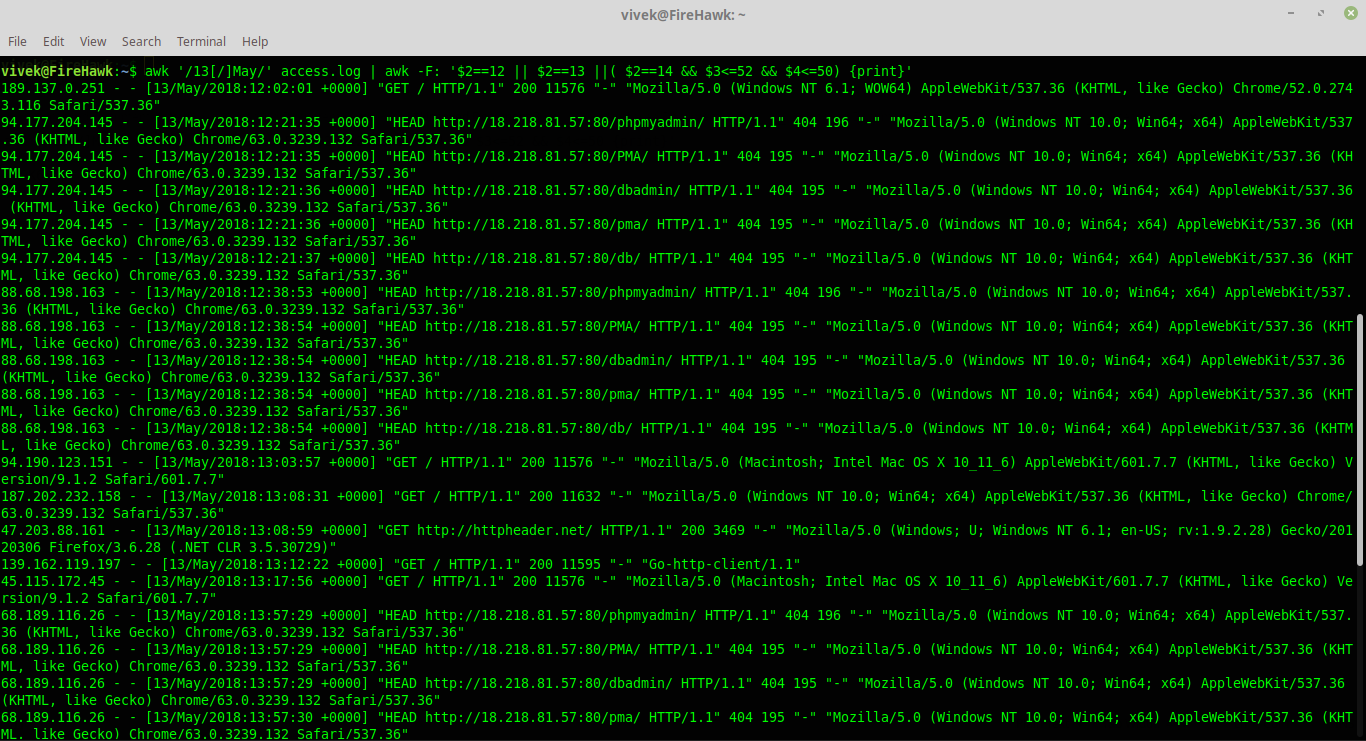 vivek@FireHawk: ~
File Edit View Search Terminal Help
vivek@FireHawk:~$ awk '/13[/]May/' access.log | awk -F: '$2==12 || $2==13 ||( $2==14 && $3<=52 && $4<=50) {print}'
189.137.0.251 - - [13/May/2018:12:02:01 +0000] "GET / HTTP/1.1" 200 11576 "-" "Mozilla/5.0 (Windows NT 6.1; WOW64) AppleWebKit/537.36 (KHTML, like Gecko) Chrome/52.0.274
3.116 Safari/537.36"
94.177.204.145 - - [13/May/2018:12:21:35 +0000] "HEAD http://18.218.81.57:80/phpmyadmin/ HTTP/1.1" 404 196 "-" "Mozilla/5.0 (Windows NT 10.0; Win64; x64) AppleWebKit/537
.36 (KHTML, like Gecko) Chrome/63.0.3239.132 Safari/537.36"
94.177.204.145 - - [13/May/2018:12:21:35 +0000] "HEAD http://18.218.81.57:80/PMA/ HTTP/1.1" 404 195 "-" "Mozilla/5.0 (Windows NT 10.0; Win64; x64) AppleWebKit/537.36 (KH
TML, like Gecko) Chrome/63.0.3239.132 Safari/537.36"
94.177.204.145 - - [13/May/2018:12:21:36 +0000] "HEAD http://18.218.81.57:80/dbadmin/ HTTP/1.1" 404 195 "-" "Mozilla/5.0 (Windows NT 10.0; Win64; x64) AppleWebKit/537.36
 (KHTML, like Gecko) Chrome/63.0.3239.132 Safari/537.36"
94.177.204.145 - - [13/May/2018:12:21:36 +0000] "HEAD http://18.218.81.57:80/pma/ HTTP/1.1" 404 195 "-" "Mozilla/5.0 (Windows NT 10.0; Win64; x64) AppleWebKit/537.36 (KH
TML, like Gecko) Chrome/63.0.3239.132 Safari/537.36"
94.177.204.145 - - [13/May/2018:12:21:37 +0000] "HEAD http://18.218.81.57:80/db/ HTTP/1.1" 404 195 "-" "Mozilla/5.0 (Windows NT 10.0; Win64; x64) AppleWebKit/537.36 (KHT
ML, like Gecko) Chrome/63.0.3239.132 Safari/537.36"
88.68.198.163 - - [13/May/2018:12:38:53 +0000] "HEAD http://18.218.81.57:80/phpmyadmin/ HTTP/1.1" 404 196 "-" "Mozilla/5.0 (Windows NT 10.0; Win64; x64) AppleWebKit/537.
36 (KHTML, like Gecko) Chrome/63.0.3239.132 Safari/537.36"
88.68.198.163 - - [13/May/2018:12:38:54 +0000] "HEAD http://18.218.81.57:80/PMA/ HTTP/1.1" 404 195 "-" "Mozilla/5.0 (Windows NT 10.0; Win64; x64) AppleWebKit/537.36 (KHT
ML, like Gecko) Chrome/63.0.3239.132 Safari/537.36"
88.68.198.163 - - [13/May/2018:12:38:54 +0000] "HEAD http://18.218.81.57:80/dbadmin/ HTTP/1.1" 404 195 "-" "Mozilla/5.0 (Windows NT 10.0; Win64; x64) AppleWebKit/537.36
(KHTML, like Gecko) Chrome/63.0.3239.132 Safari/537.36"
88.68.198.163 - - [13/May/2018:12:38:54 +0000] "HEAD http://18.218.81.57:80/pma/ HTTP/1.1" 404 195 "-" "Mozilla/5.0 (Windows NT 10.0; Win64; x64) AppleWebKit/537.36 (KHT
ML, like Gecko) Chrome/63.0.3239.132 Safari/537.36"
88.68.198.163 - - [13/May/2018:12:38:54 +0000] "HEAD http://18.218.81.57:80/db/ HTTP/1.1" 404 195 "-" "Mozilla/5.0 (Windows NT 10.0; Win64; x64) AppleWebKit/537.36 (KHTM
L, like Gecko) Chrome/63.0.3239.132 Safari/537.36"
94.190.123.151 - - [13/May/2018:13:03:57 +0000] "GET / HTTP/1.1" 200 11576 "-" "Mozilla/5.0 (Macintosh; Intel Mac OS X 10_11_6) AppleWebKit/601.7.7 (KHTML, like Gecko) V
ersion/9.1.2 Safari/601.7.7"
187.202.232.158 - - [13/May/2018:13:08:31 +0000] "GET / HTTP/1.1" 200 11632 "-" "Mozilla/5.0 (Windows NT 10.0; Win64; x64) AppleWebKit/537.36 (KHTML, like Gecko) Chrome/
63.0.3239.132 Safari/537.36"
47.203.88.161 - - [13/May/2018:13:08:59 +0000] "GET http://httpheader.net/ HTTP/1.1" 200 3469 "-" "Mozilla/5.0 (Windows; U; Windows NT 6.1; en-US; rv:1.9.2.28) Gecko/201
20306 Firefox/3.6.28 (.NET CLR 3.5.30729)"
139.162.119.197 - - [13/May/2018:13:12:22 +0000] "GET / HTTP/1.1" 200 11595 "-" "Go-http-client/1.1"
45.115.172.45 - - [13/May/2018:13:17:56 +0000] "GET / HTTP/1.1" 200 11576 "-" "Mozilla/5.0 (Macintosh; Intel Mac OS X 10_11_6) AppleWebKit/601.7.7 (KHTML, like Gecko) Ve
rsion/9.1.2 Safari/601.7.7"
68.189.116.26 - - [13/May/2018:13:57:29 +0000] "HEAD http://18.218.81.57:80/phpmyadmin/ HTTP/1.1" 404 196 "-" "Mozilla/5.0 (Windows NT 10.0; Win64; x64) AppleWebKit/537.
36 (KHTML, like Gecko) Chrome/63.0.3239.132 Safari/537.36"
68.189.116.26 - - [13/May/2018:13:57:29 +0000] "HEAD http://18.218.81.57:80/PMA/ HTTP/1.1" 404 195 "-" "Mozilla/5.0 (Windows NT 10.0; Win64; x64) AppleWebKit/537.36 (KHT
ML, like Gecko) Chrome/63.0.3239.132 Safari/537.36"
68.189.116.26 - - [13/May/2018:13:57:29 +0000] "HEAD http://18.218.81.57:80/dbadmin/ HTTP/1.1" 404 195 "-" "Mozilla/5.0 (Windows NT 10.0; Win64; x64) AppleWebKit/537.36
(KHTML, like Gecko) Chrome/63.0.3239.132 Safari/537.36"
68.189.116.26 - - [13/May/2018:13:57:30 +0000] "HEAD http://18.218.81.57:80/pma/ HTTP/1.1" 404 195 "-" "Mozilla/5.0 (Windows NT 10.0; Win64; x64) AppleWebKit/537.36 (KHT
ML, like Gecko) Chrome/63.0.3239.132 Safari/537.36"